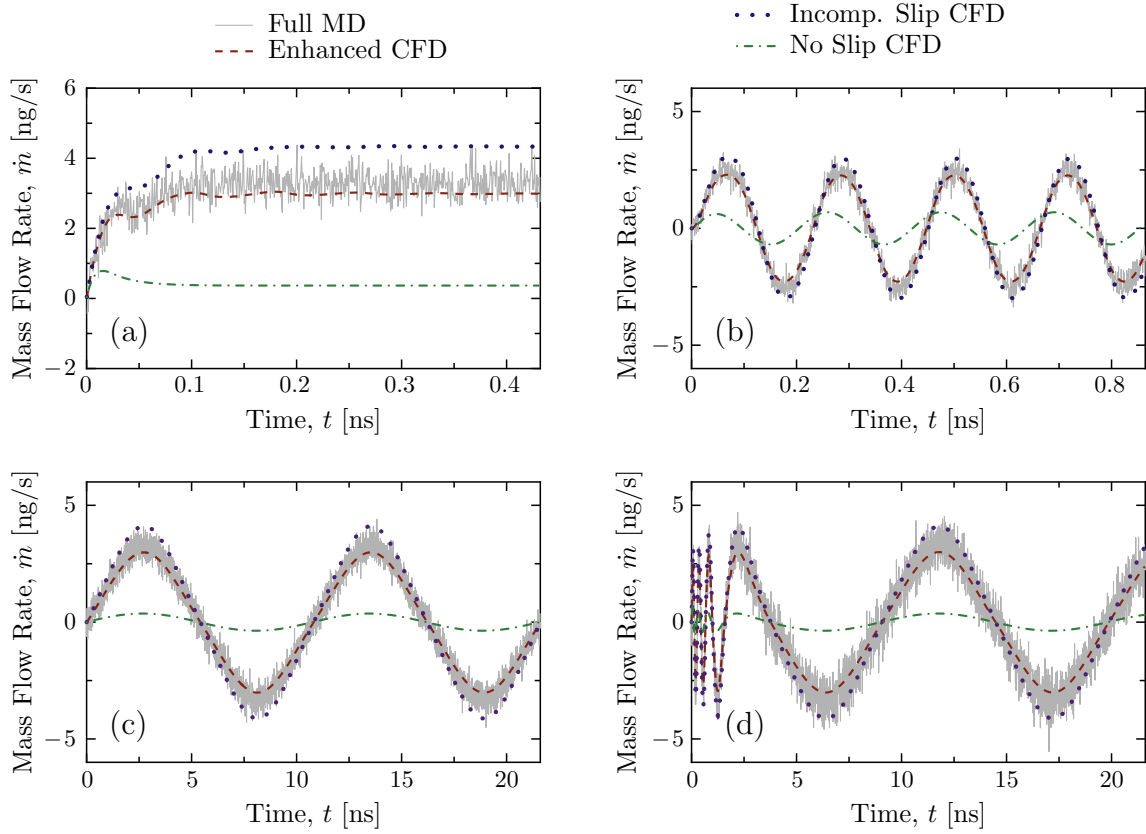 Full MD
Enhanced CFD
Incomp. Slip CFD
No Slip CFD
Mass Flow Rate, ṁ [ng/s]
6
4
2
0
−2
(a)
0
0.1
0.2
0.3
0.4
Time, t [ns]
Mass Flow Rate, ṁ [ng/s]
5
0
−5
(b)
0
0.2
0.4
0.6
0.8
Time, t [ns]
Mass Flow Rate, ṁ [ng/s]
5
0
−5
(c)
0
5
10
15
20
Time, t [ns]
Mass Flow Rate, ṁ [ng/s]
5
0
−5
(d)
0
5
10
15
20
Time, t [ns]